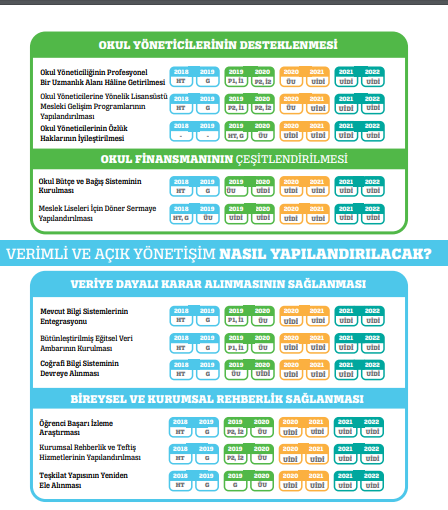 OKUL YÖNETİCİLERİNİN DESTEKLENMESİ
Okul Yöneticiliğinin Profesyonel
Bir Uzmanlık Alanı Hâline Getirilmesi
2018 2019 2019 2020 2020 2021 2021 2022
HT G P1, İ1 P2, İ2 ÜU UİDİ UİDİ UİDİ
Okul Yöneticilerine Yönelik Lisansüstü
Mesleki Gelişim Programlarının
Yapılandırılması
2018 2019 2019 2020 2020 2021 2021 2022
HT G P2, İ1 P2, İ2 ÜU UİDİ UİDİ UİDİ
Okul Yöneticilerinin Özlük
Haklarının İyileştirilmesi
2018 2019 2019 2020 2020 2021 2021 2022
- - HT, G ÜU UİDİ UİDİ UİDİ UİDİ
OKUL FİNANSMANININ ÇEŞİTLENDİRİLMESİ
Okul Bütçe ve Bağış Sisteminin
Kurulması
2018 2019 2019 2020 2020 2021 2021 2022
HT G ÜU UİDİ UİDİ UİDİ UİDİ UİDİ
Meslek Liseleri İçin Döner Sermaye
Yapılandırılması
2018 2019 2019 2020 2020 2021 2021 2022
HT, G ÜU UİDİ UİDİ UİDİ UİDİ UİDİ UİDİ
VERİMLİ VE AÇIK YÖNETİŞİM NASIL YAPILANDIRILACAK?
VERİYE DAYALI KARAR ALINMASININ SAĞLANMASI
Mevcut Bilgi Sistemlerinin
Entegrasyonu
2018 2019 2019 2020 2020 2021 2021 2022
HT G P1, İ1 ÜU UİDİ UİDİ UİDİ UİDİ
Bütünleştirilmiş Eğitsel Veri
Ambarının Kurulması
2018 2019 2019 2020 2020 2021 2021 2022
HT G P1, İ1 ÜU UİDİ UİDİ UİDİ UİDİ
Coğrafi Bilgi Sisteminin
Devreye Alınması
2018 2019 2019 2020 2020 2021 2021 2022
HT G ÜU UİDİ UİDİ UİDİ UİDİ UİDİ
BİREYSEL VE KURUMSAL REHBERLİK SAĞLANMASI
Öğrenci Başarı İzleme
Araştırması
2018 2019 2019 2020 2020 2021 2021 2022
HT G P2, İ2 ÜU UİDİ UİDİ UİDİ UİDİ
Kurumsal Rehberlik ve Teftiş
Hizmetlerinin Yapılandırılması
2018 2019 2019 2020 2020 2021 2021 2022
HT G P2, İ2 ÜU UİDİ UİDİ UİDİ UİDİ
Teşkilat Yapısının Yeniden
Ele Alınması
2018 2019 2019 2020 2020 2021 2021 2022
HT G G ÜU UİDİ UİDİ UİDİ UİDİ